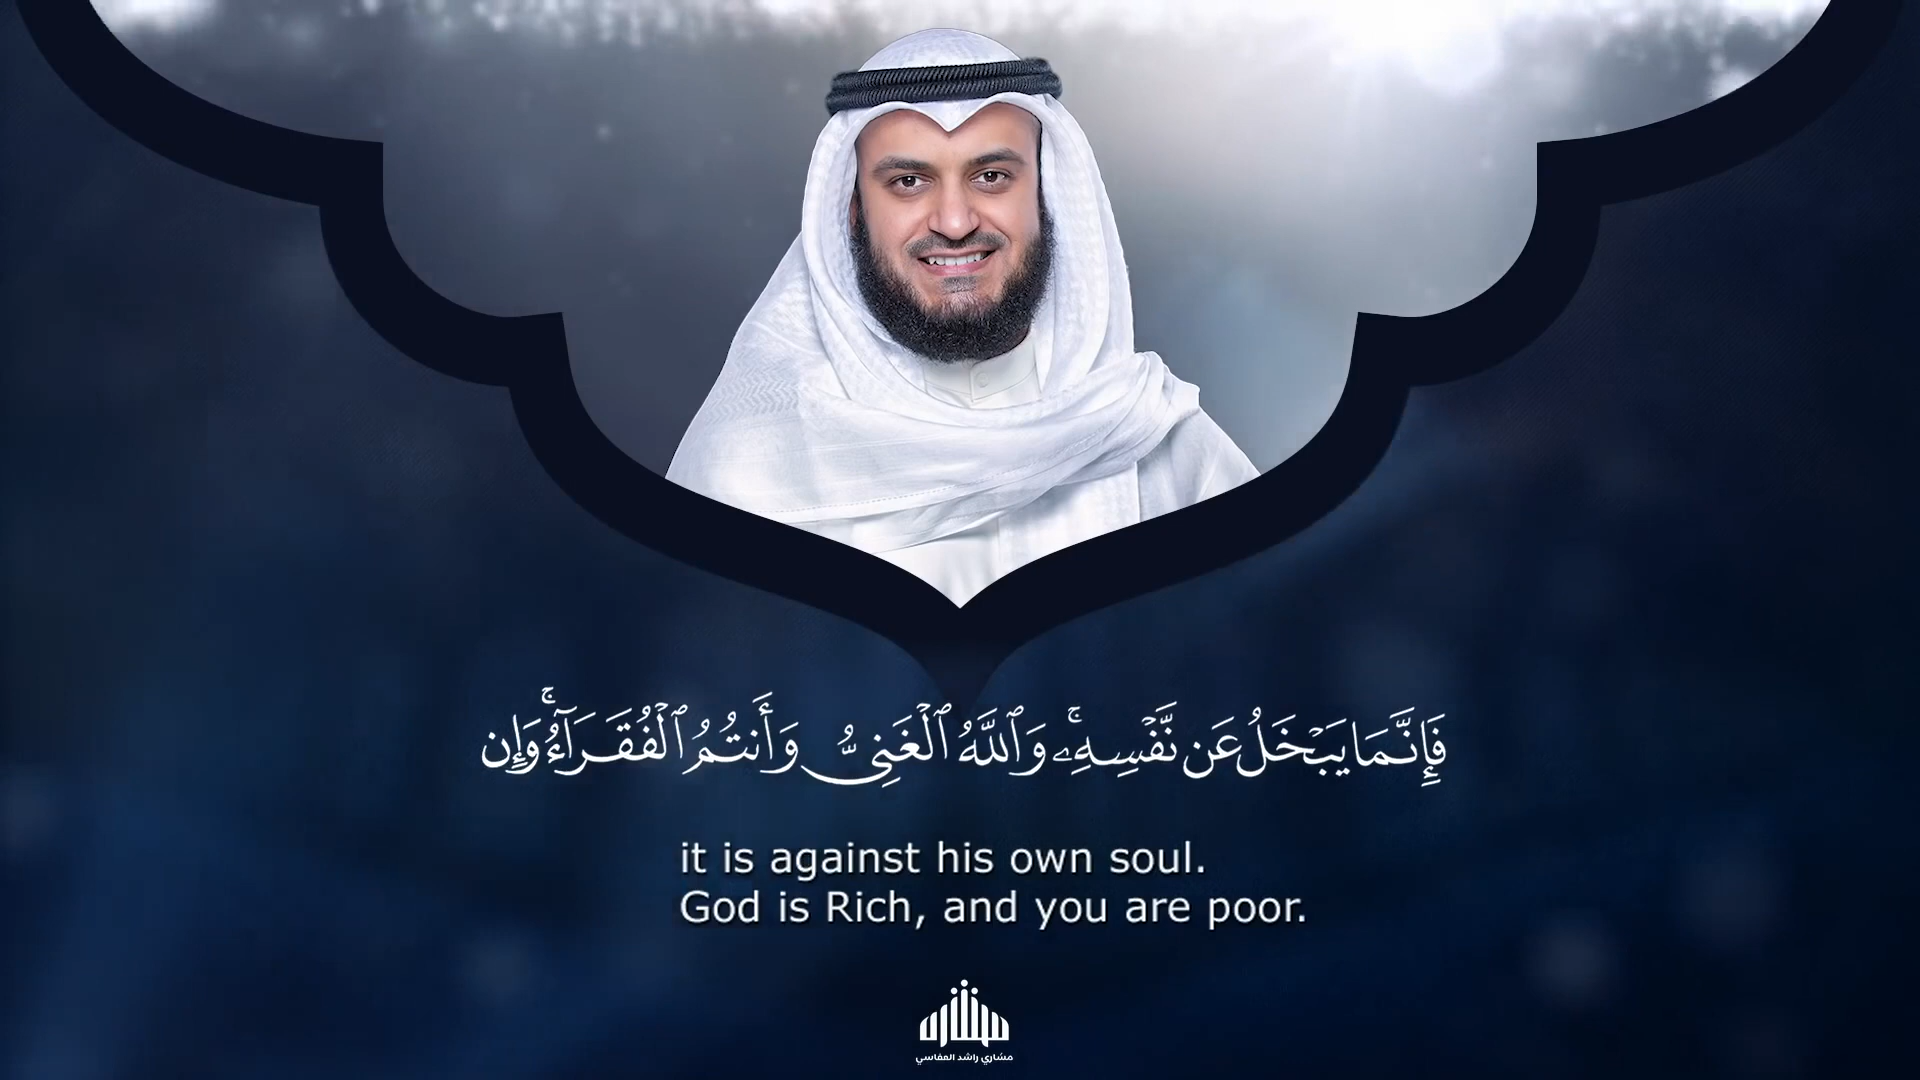 فَإِنَّمَا يَبْخَلُ عَن نَّفْسِهِۦۚ وَٱللَّهُ ٱلْغَنِىُّ وَأَنتُمُ ٱلْفُقَرَآءُۚ وَإِن
it is against his own soul.
God is Rich, and you are poor.
مشاري
مشاري راشد العفاسي